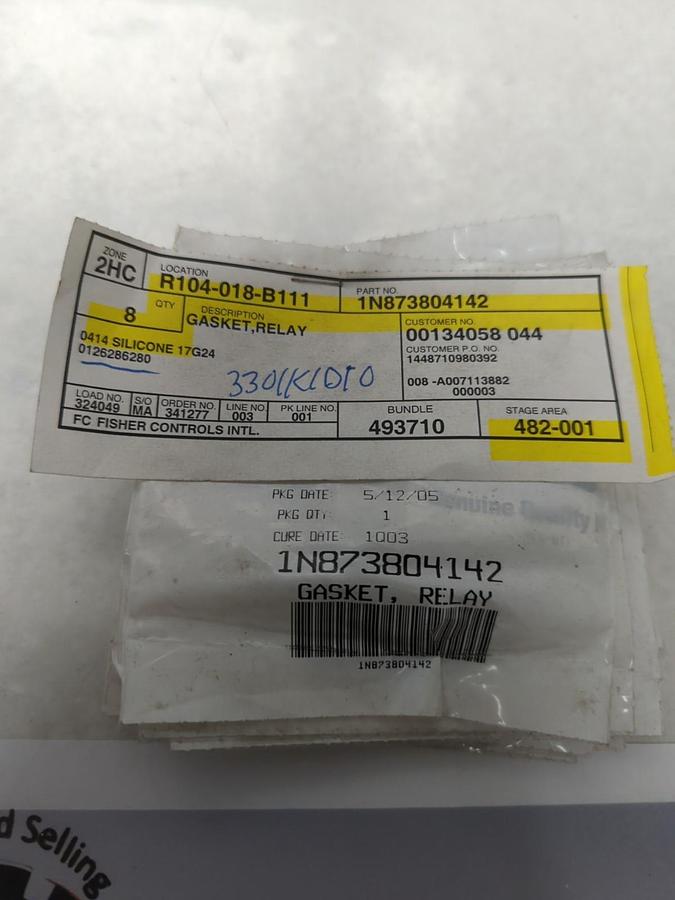 ZONE
2HC
LOCATION
R104-018-B111
PART NO.
1N873804142
8
QTY
DESCRIPTION
GASKET,RELAY
CUSTOMER NO.
00134058 044
CUSTOMER P.O. NO.
1448710980392
0414 SILICONE 17G24
0126286280
008 -A007113882
000003
LOAD NO.
324049
S/O
MA
ORDER NO.
341277
LINE NO.
003
PK LINE NO.
001
BUNDLE
493710
STAGE AREA
482-001
FC FISHER CONTROLS INTL.
PKG DATE: 5/12/05
PKG QTY: 1
CURE DATE: 1Q03
1N873804142
GASKET, RELAY
1N873804142
d Selling